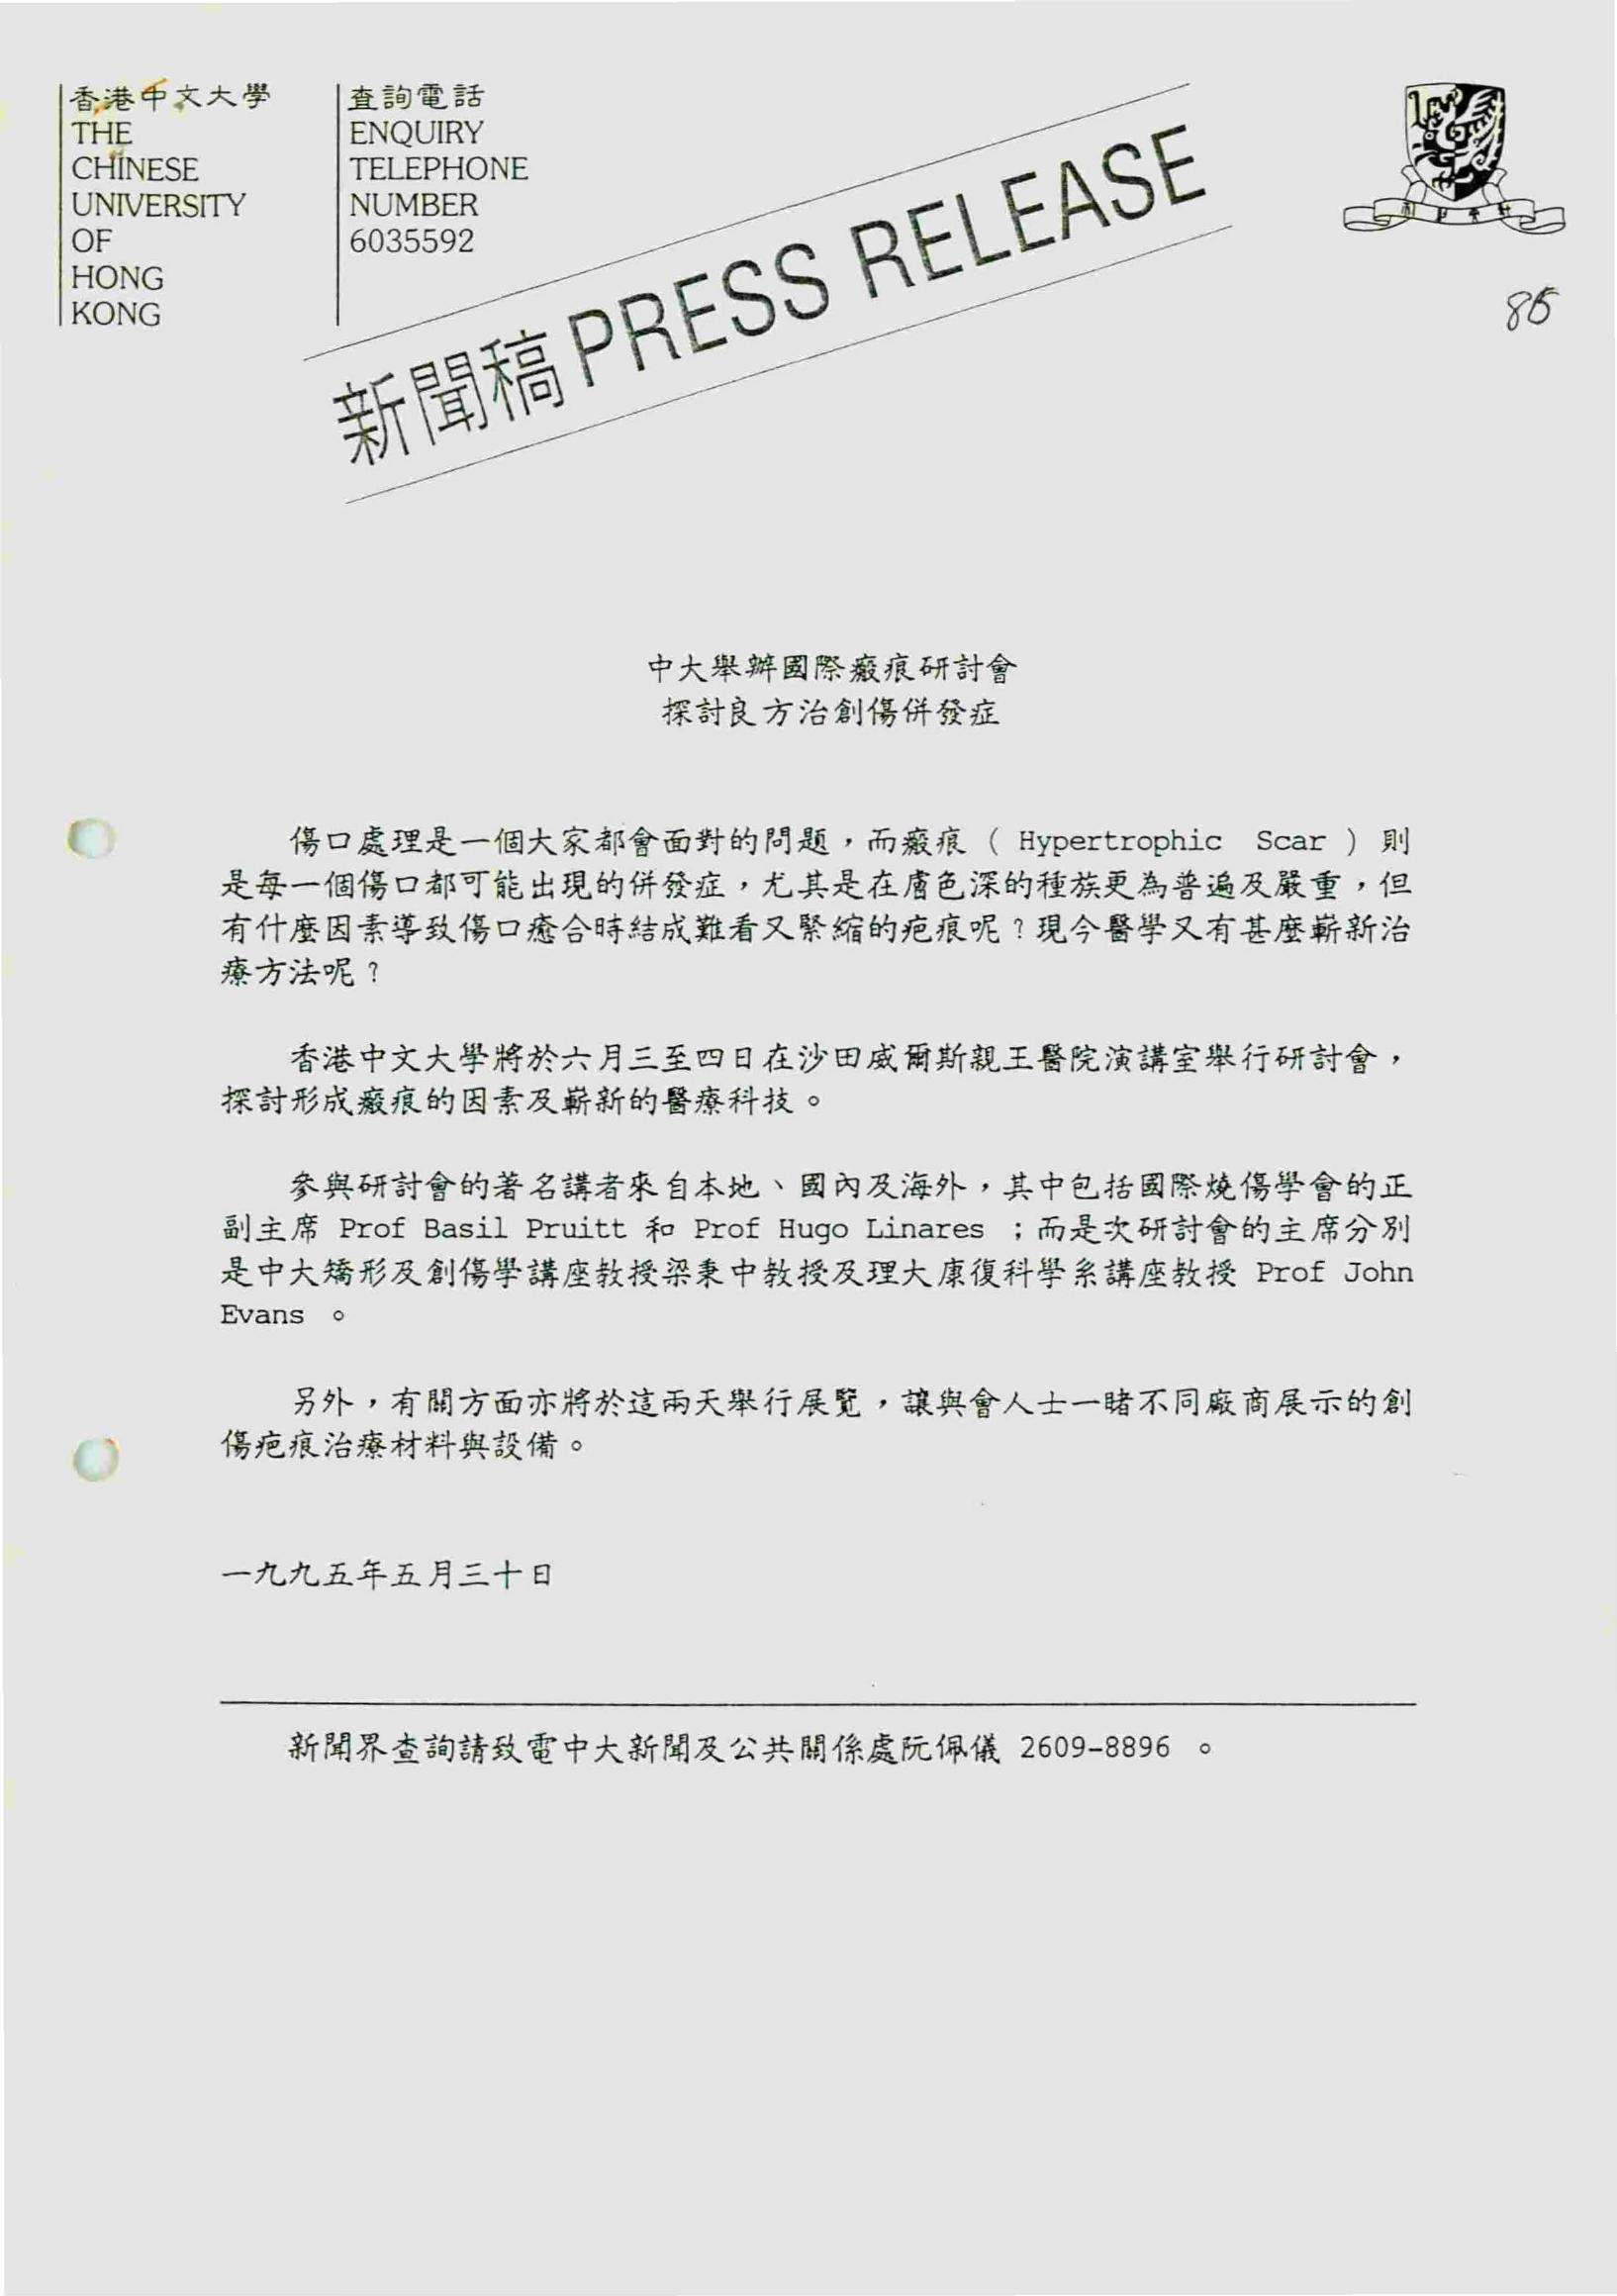 香港中文大學
THE
CHINESE
UNIVERSITY
OF
HONG
KONG
查詢電話
ENQUIRY
TELEPHONE
NUMBER
6035592
新聞稿 PRESS RELEASE
85
中大舉辦國際瘢痕研討會
探討良方治創傷併發症
傷口處理是一個大家都會面對的問題，而瘢痕 ( Hypertrophic Scar ) 則
是每一個傷口都可能出現的併發症，尤其是在膚色深的種族更為普遍及嚴重，但
有什麼因素導致傷口癒合時結成難看又緊縮的疤痕呢？現今醫學又有甚麼嶄新治
療方法呢？
香港中文大學將於六月三至四日在沙田威爾斯親王醫院演講室舉行研討會，
探討形成瘢痕的因素及嶄新的醫療科技。
參與研討會的著名講者來自本地、國內及海外，其中包括國際燒傷學會的正
副主席 Prof Basil Pruitt 和 Prof Hugo Linares ；而是次研討會的主席分別
是中大矯形及創傷學講座教授梁秉中教授及理大康復科學系講座教授 Prof John
Evans 。
另外，有關方面亦將於這兩天舉行展覽，讓與會人士一睹不同廠商展示的創
傷疤痕治療材料與設備。
一九九五年五月三十日
新聞界查詢請致電中大新聞及公共關係處阮佩儀 2609-8896 。